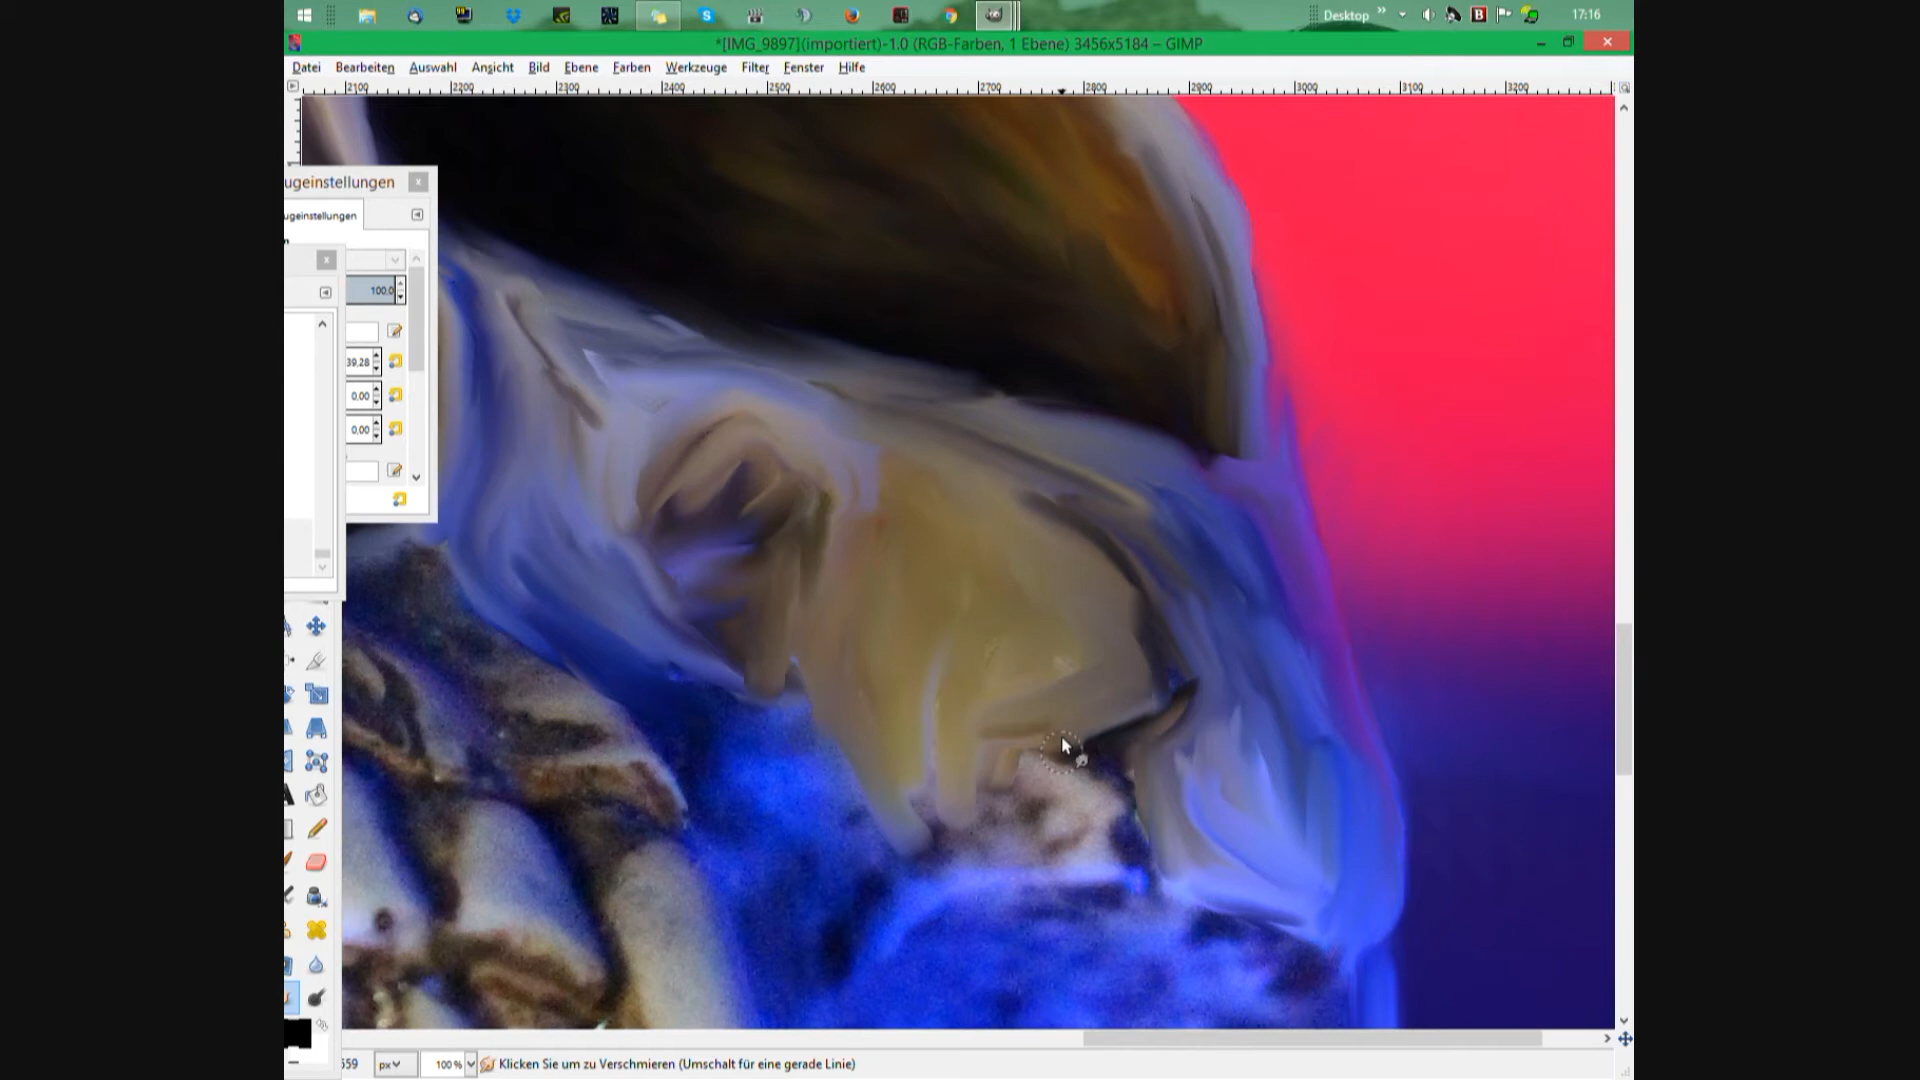 Desktop »
B
17:16
*[IMG_9897](importiert)-1.0 (RGB-Farben, 1 Ebene) 3456x5184 – GIMP
Datei Bearbeiten Auswahl Ansicht Bild Ebene Farben Werkzeuge Filter Fenster Hilfe
2100 2200 2300 2400 2500 2600 2700 2800 2900 3000 3100 3200
ugeinstellungen
ugeinstellungen
100,0
39,28
0,00
0,00
px
100 %
Klicken Sie um zu Verschmieren (Umschalt für eine gerade Linie)